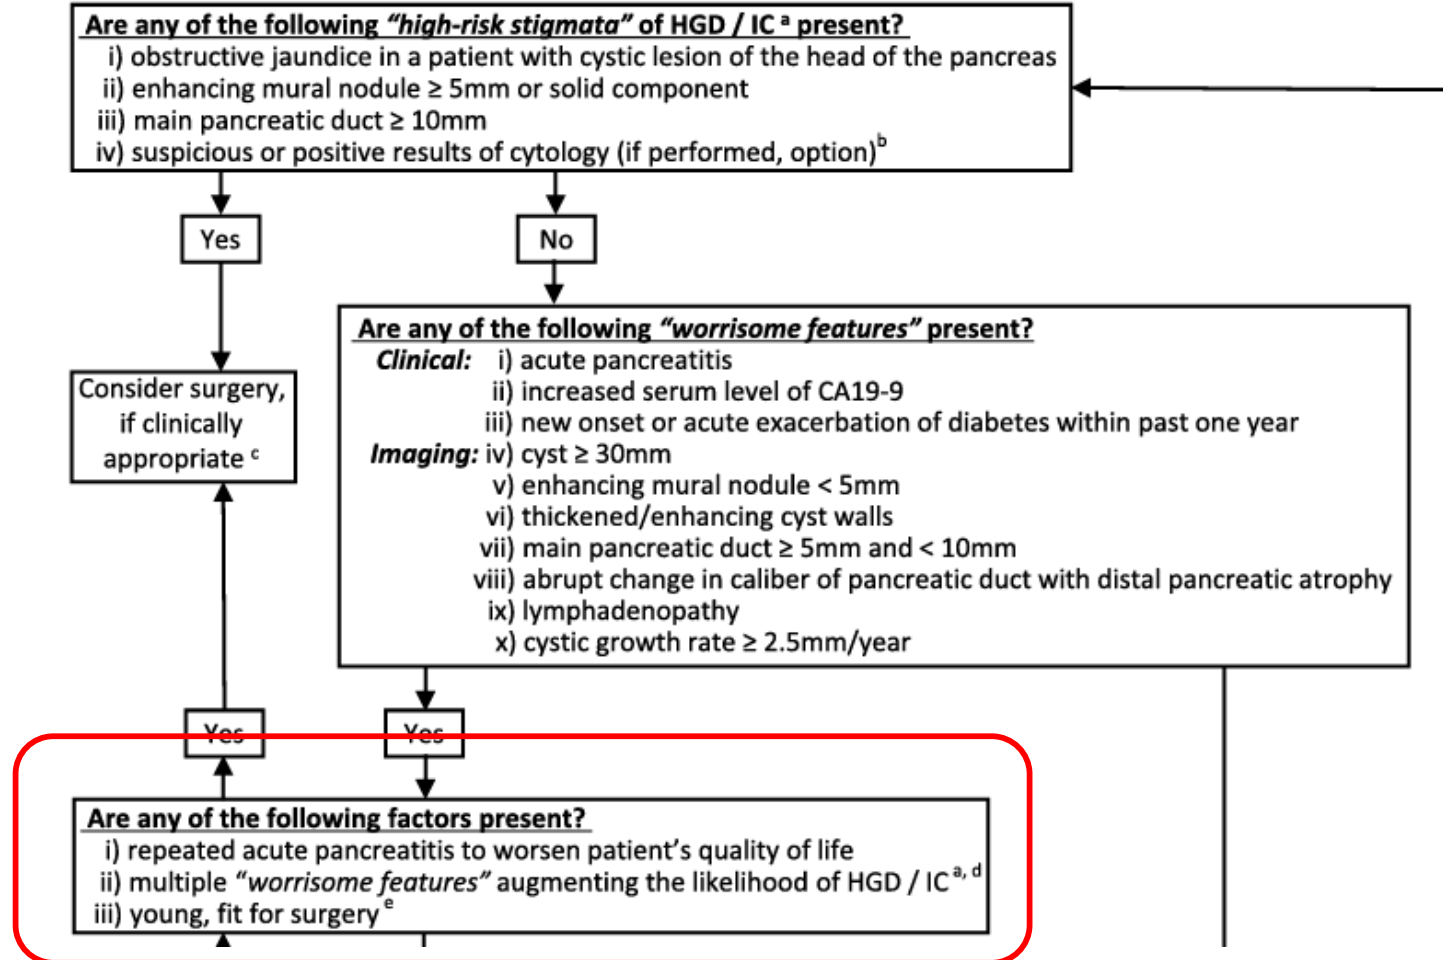 Are any of the following “high-risk stigmata” of HGD / IC a present?
i) obstructive jaundice in a patient with cystic lesion of the head of the pancreas
ii) enhancing mural nodule ≥ 5mm or solid component
iii) main pancreatic duct ≥ 10mm
iv) suspicious or positive results of cytology (if performed, option)b
Yes
No
Are any of the following “worrisome features” present?
Clinical: i) acute pancreatitis
ii) increased serum level of CA19-9
iii) new onset or acute exacerbation of diabetes within past one year
Imaging: iv) cyst ≥ 30mm
v) enhancing mural nodule < 5mm
vi) thickened/enhancing cyst walls
vii) main pancreatic duct ≥ 5mm and < 10mm
viii) abrupt change in caliber of pancreatic duct with distal pancreatic atrophy
ix) lymphadenopathy
x) cystic growth rate ≥ 2.5mm/year
Consider surgery,
if clinically
appropriate c
Yes
Yes
Are any of the following factors present?
i) repeated acute pancreatitis to worsen patient’s quality of life
ii) multiple “worrisome features” augmenting the likelihood of HGD / IC a, d
iii) young, fit for surgery e